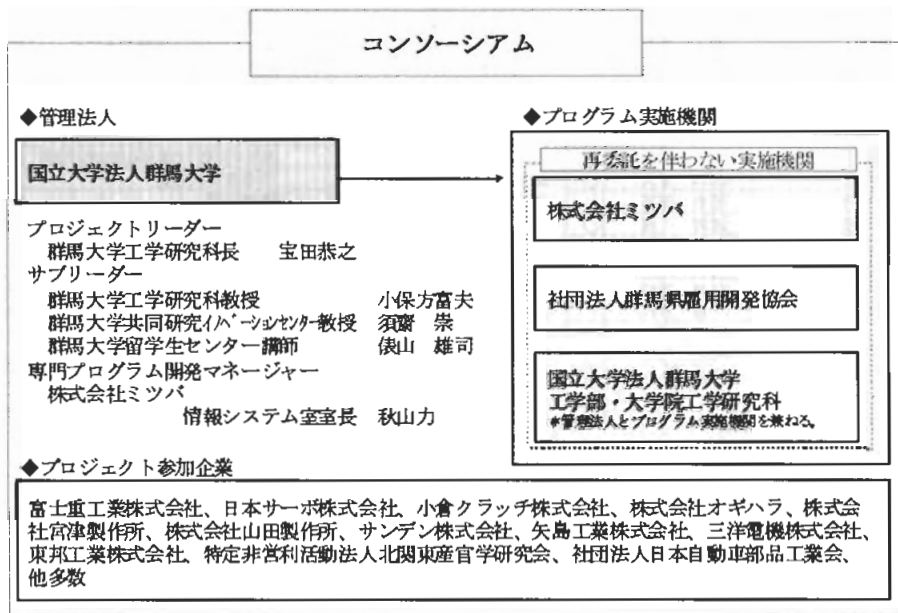 コンソーシアム
◆管理法人
国立大学法人群馬大学
プロジェクトリーダー
群馬大学工学研究科長 宝田恭之
サブリーダー
群馬大学工学研究科教授 小保方富夫
群馬大学共同研究イノベーションセンター教授 須齋 崇
群馬大学留学生センター講師 俵山 雄司
専門プログラム開発マネージャー
株式会社ミツバ
情報システム室室長 秋山力
◆プログラム実施機関
再委託を伴わない実施機関
株式会社ミツバ
社団法人群馬県雇用開発協会
国立大学法人群馬大学
工学部・大学院工学研究科
*管理法人とプログラム実施機関を兼ねる。
◆プロジェクト参加企業
富士重工業株式会社、日本サーボ株式会社、小倉クラッチ株式会社、株式会社オギハラ、株式会
社宮津製作所、株式会社山田製作所、サンデン株式会社、矢島工業株式会社、三洋電機株式会社、
東邦工業株式会社、特定非営利活動法人北関東産官学研究会、社団法人日本自動車部品工業会、
他多数